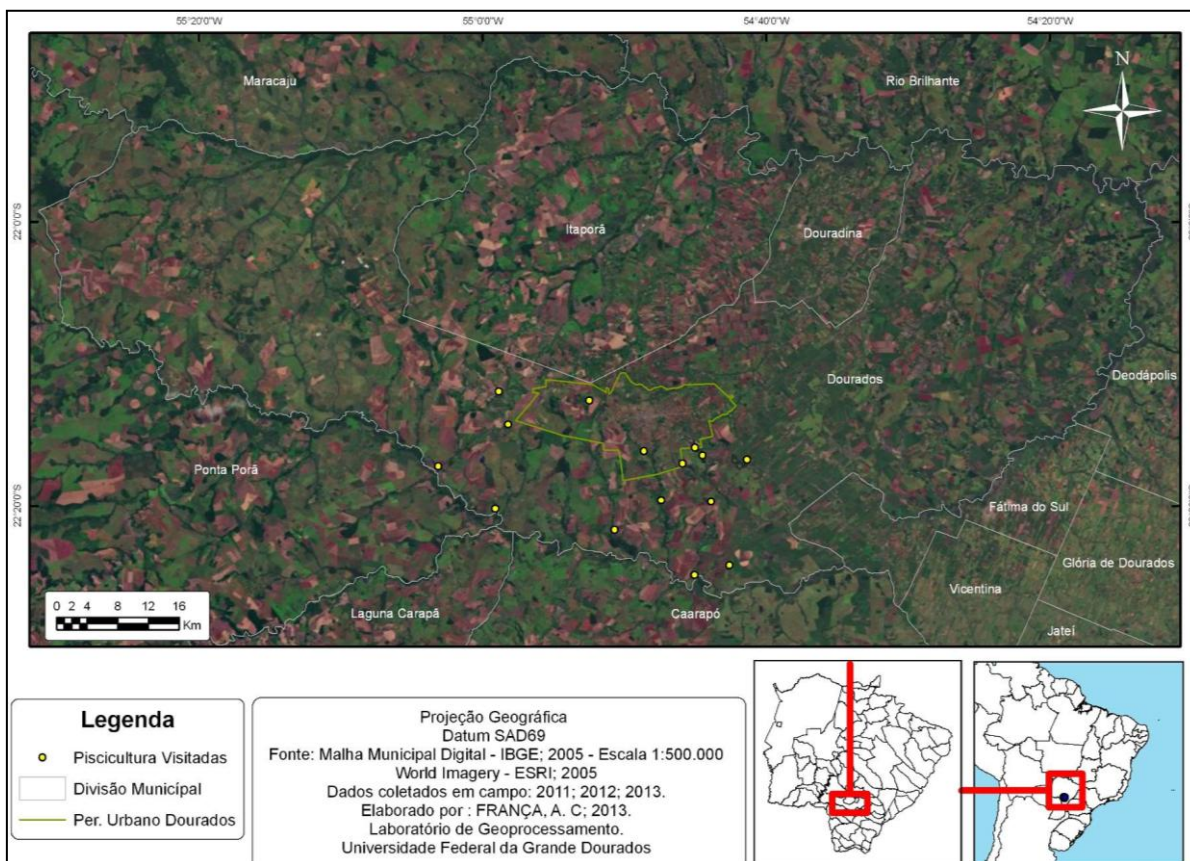 55°20'0"W 55°0'0"W 54°40'0"W 54°20'0"W
Maracaju
Rio Brilhante
N
22°0'0"S
Itaporã
Douradina
Dourados
Deodápolis
Ponta Porã
22°20'0"S
Fátima do Sul
Glória de Dourados
Vicentina
Laguna Carapã
Caarapó
Jateí
0 2 4 8 12 16
Km
Legenda
Piscicultura Visitadas
Divisão Municípal
Per. Urbano Dourados
Projeção Geográfica
Datum SAD69
Fonte: Malha Municipal Digital - IBGE; 2005 - Escala 1:500.000
World Imagery - ESRI; 2005
Dados coletados em campo: 2011; 2012; 2013.
Elaborado por : FRANÇA, A. C; 2013.
Laboratório de Geoprocessamento.
Universidade Federal da Grande Dourados